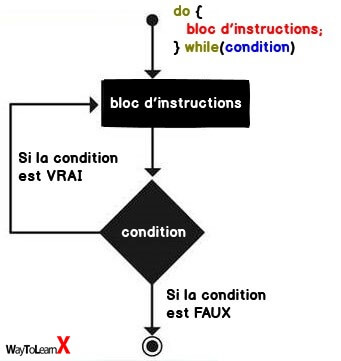 do {
bloc d'instructions;
} while(condition)
bloc d'instructions
Si la condition
est VRAI
condition
Si la condition
est FAUX
WayToLearnX